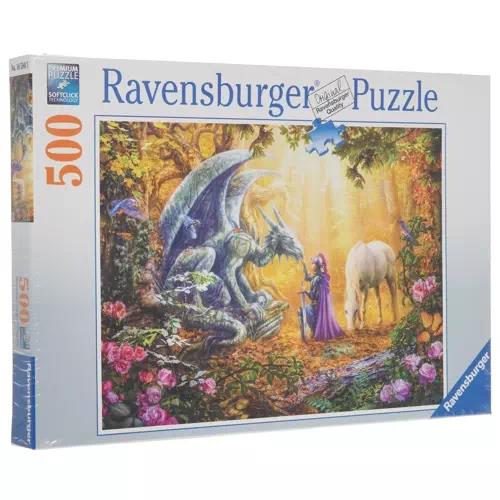 PREMIUM
PUZZLE
SOFTCLICK
TECHNOLOGY
Ravensburger® Puzzle
Original
Ravensburger
Quality
500
500
Ravensburger
Ravensburger